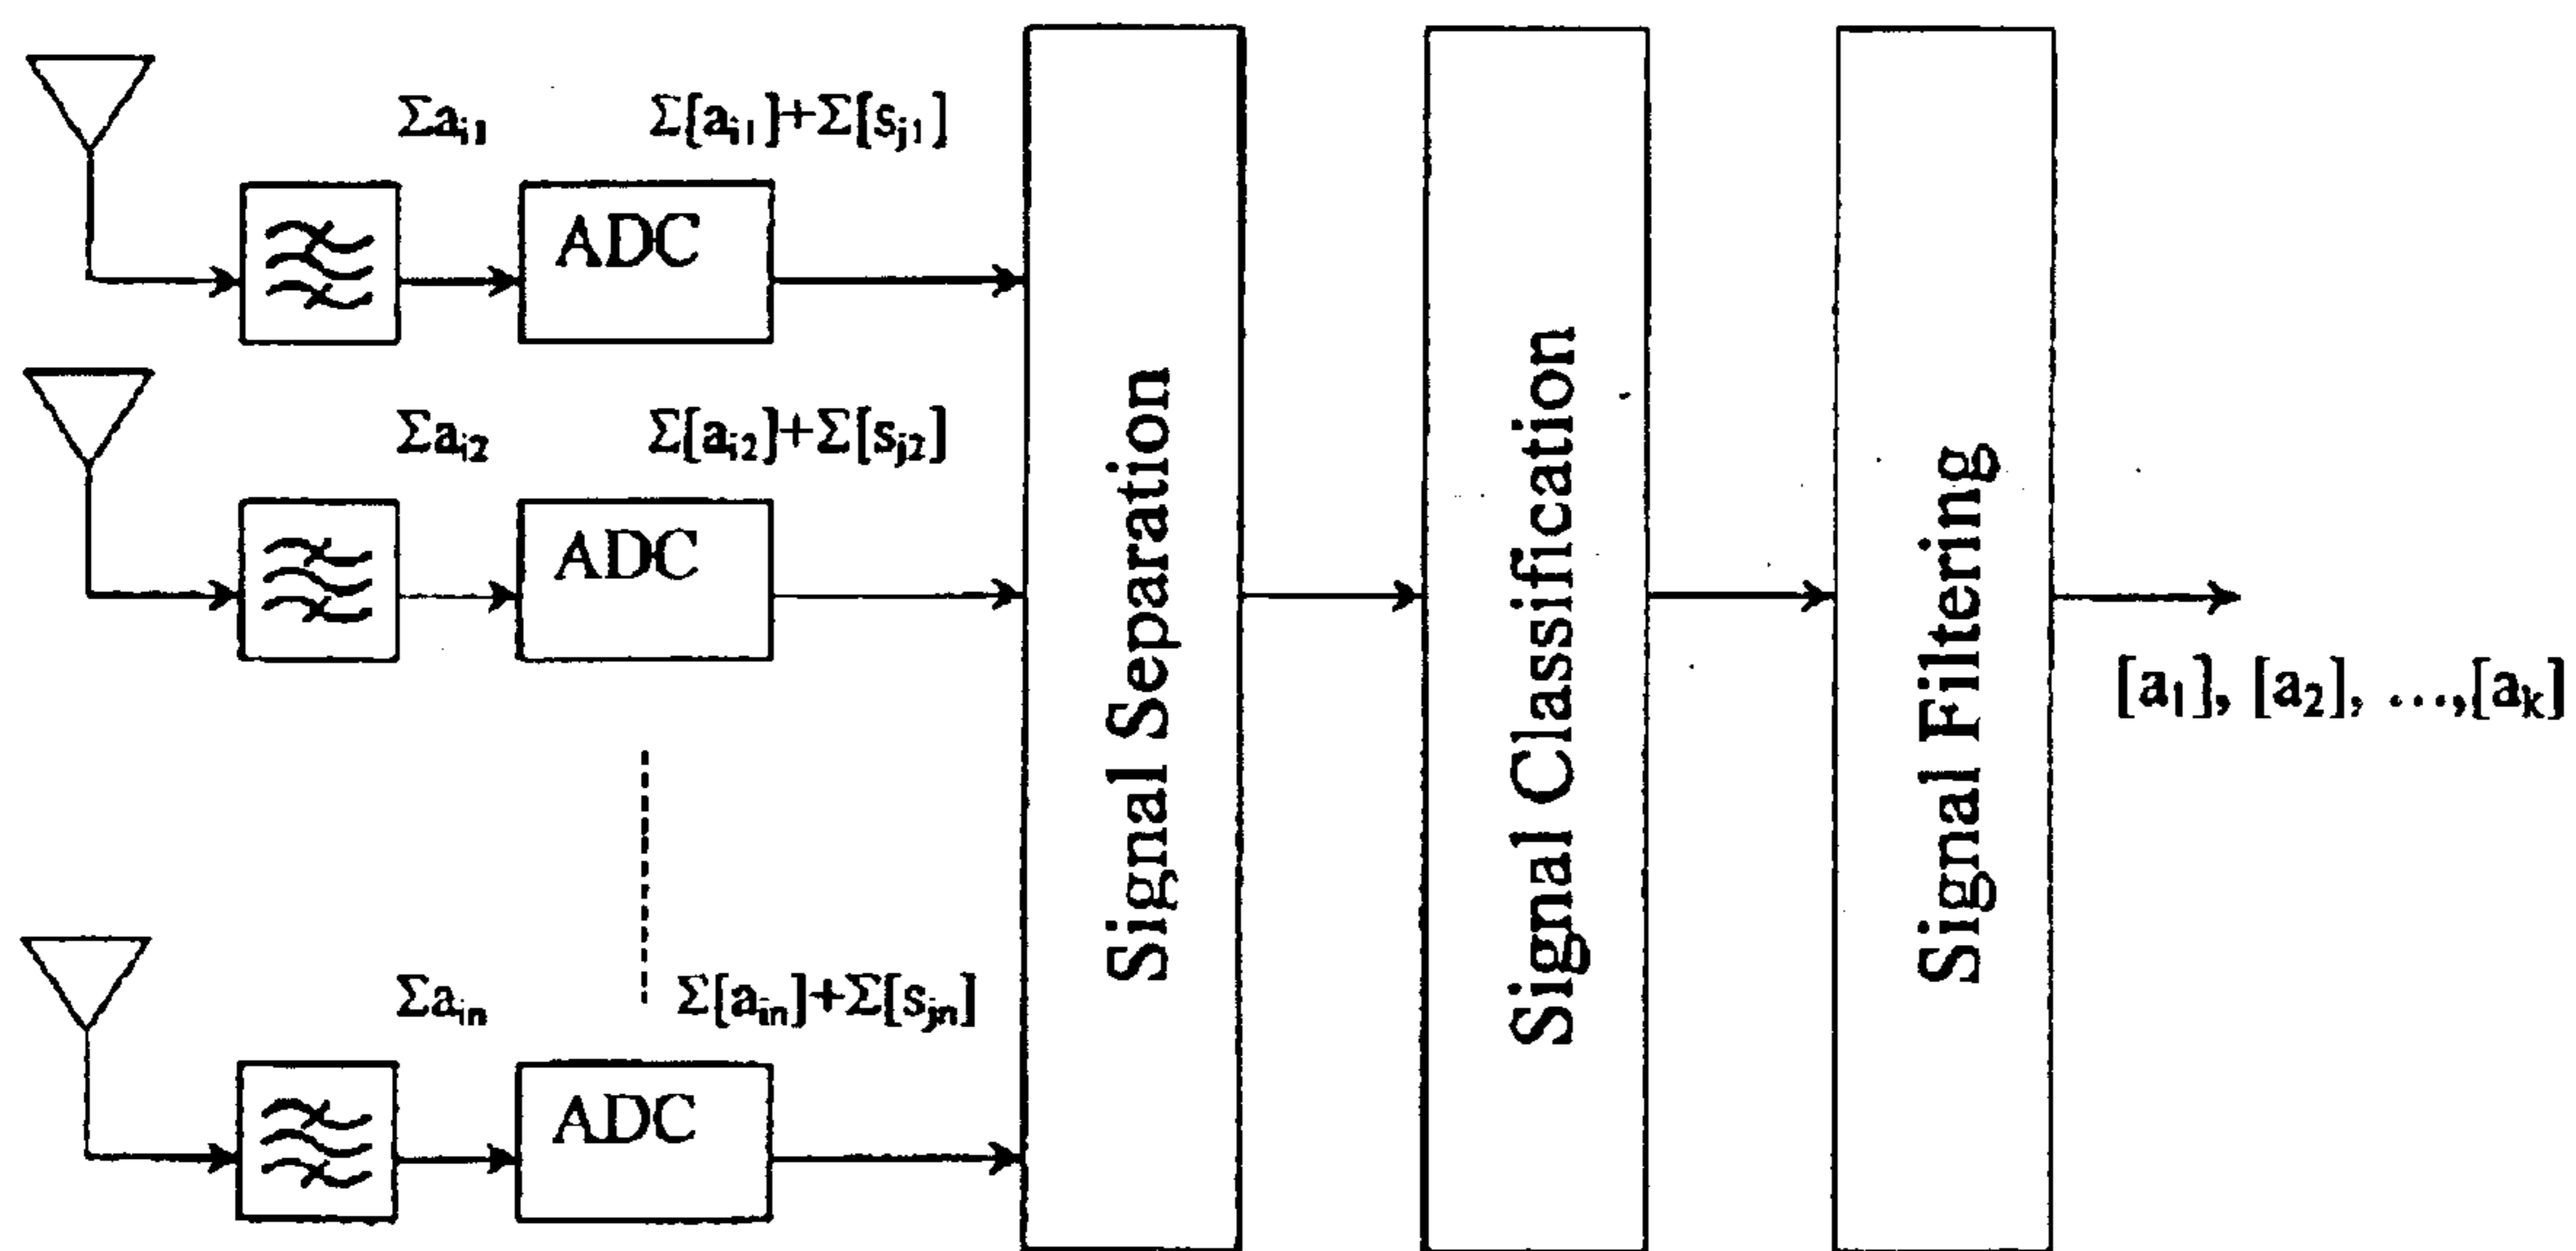 Σa_i1 Σ[a_i1]+Σ[s_j1]
ADC
Σa_i2 Σ[a_i2]+Σ[s_j2]
ADC
Σa_in Σ[a_in]+Σ[s_jn]
ADC
Signal Separation
Signal Classification
Signal Filtering
[a_1], [a_2], ...,[a_k]